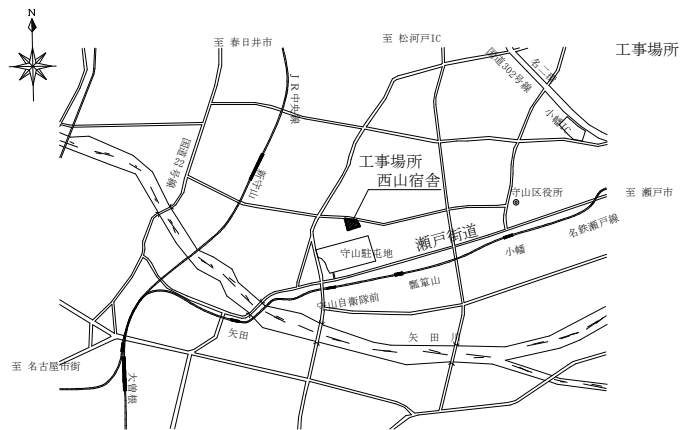 N
至 春日井市
至 松河戸IC
工事場所
国道302号線
名二環
JR中央線
小幡IC
国道19号線
新守山
工事場所
西山宿舎
守山区役所
至 瀬戸市
瀬戸街道
名鉄瀬戸線
守山駐屯地
小幡
瓢箪山
守山自衛隊前
矢田
矢田川
至 名古屋市街
大曽根